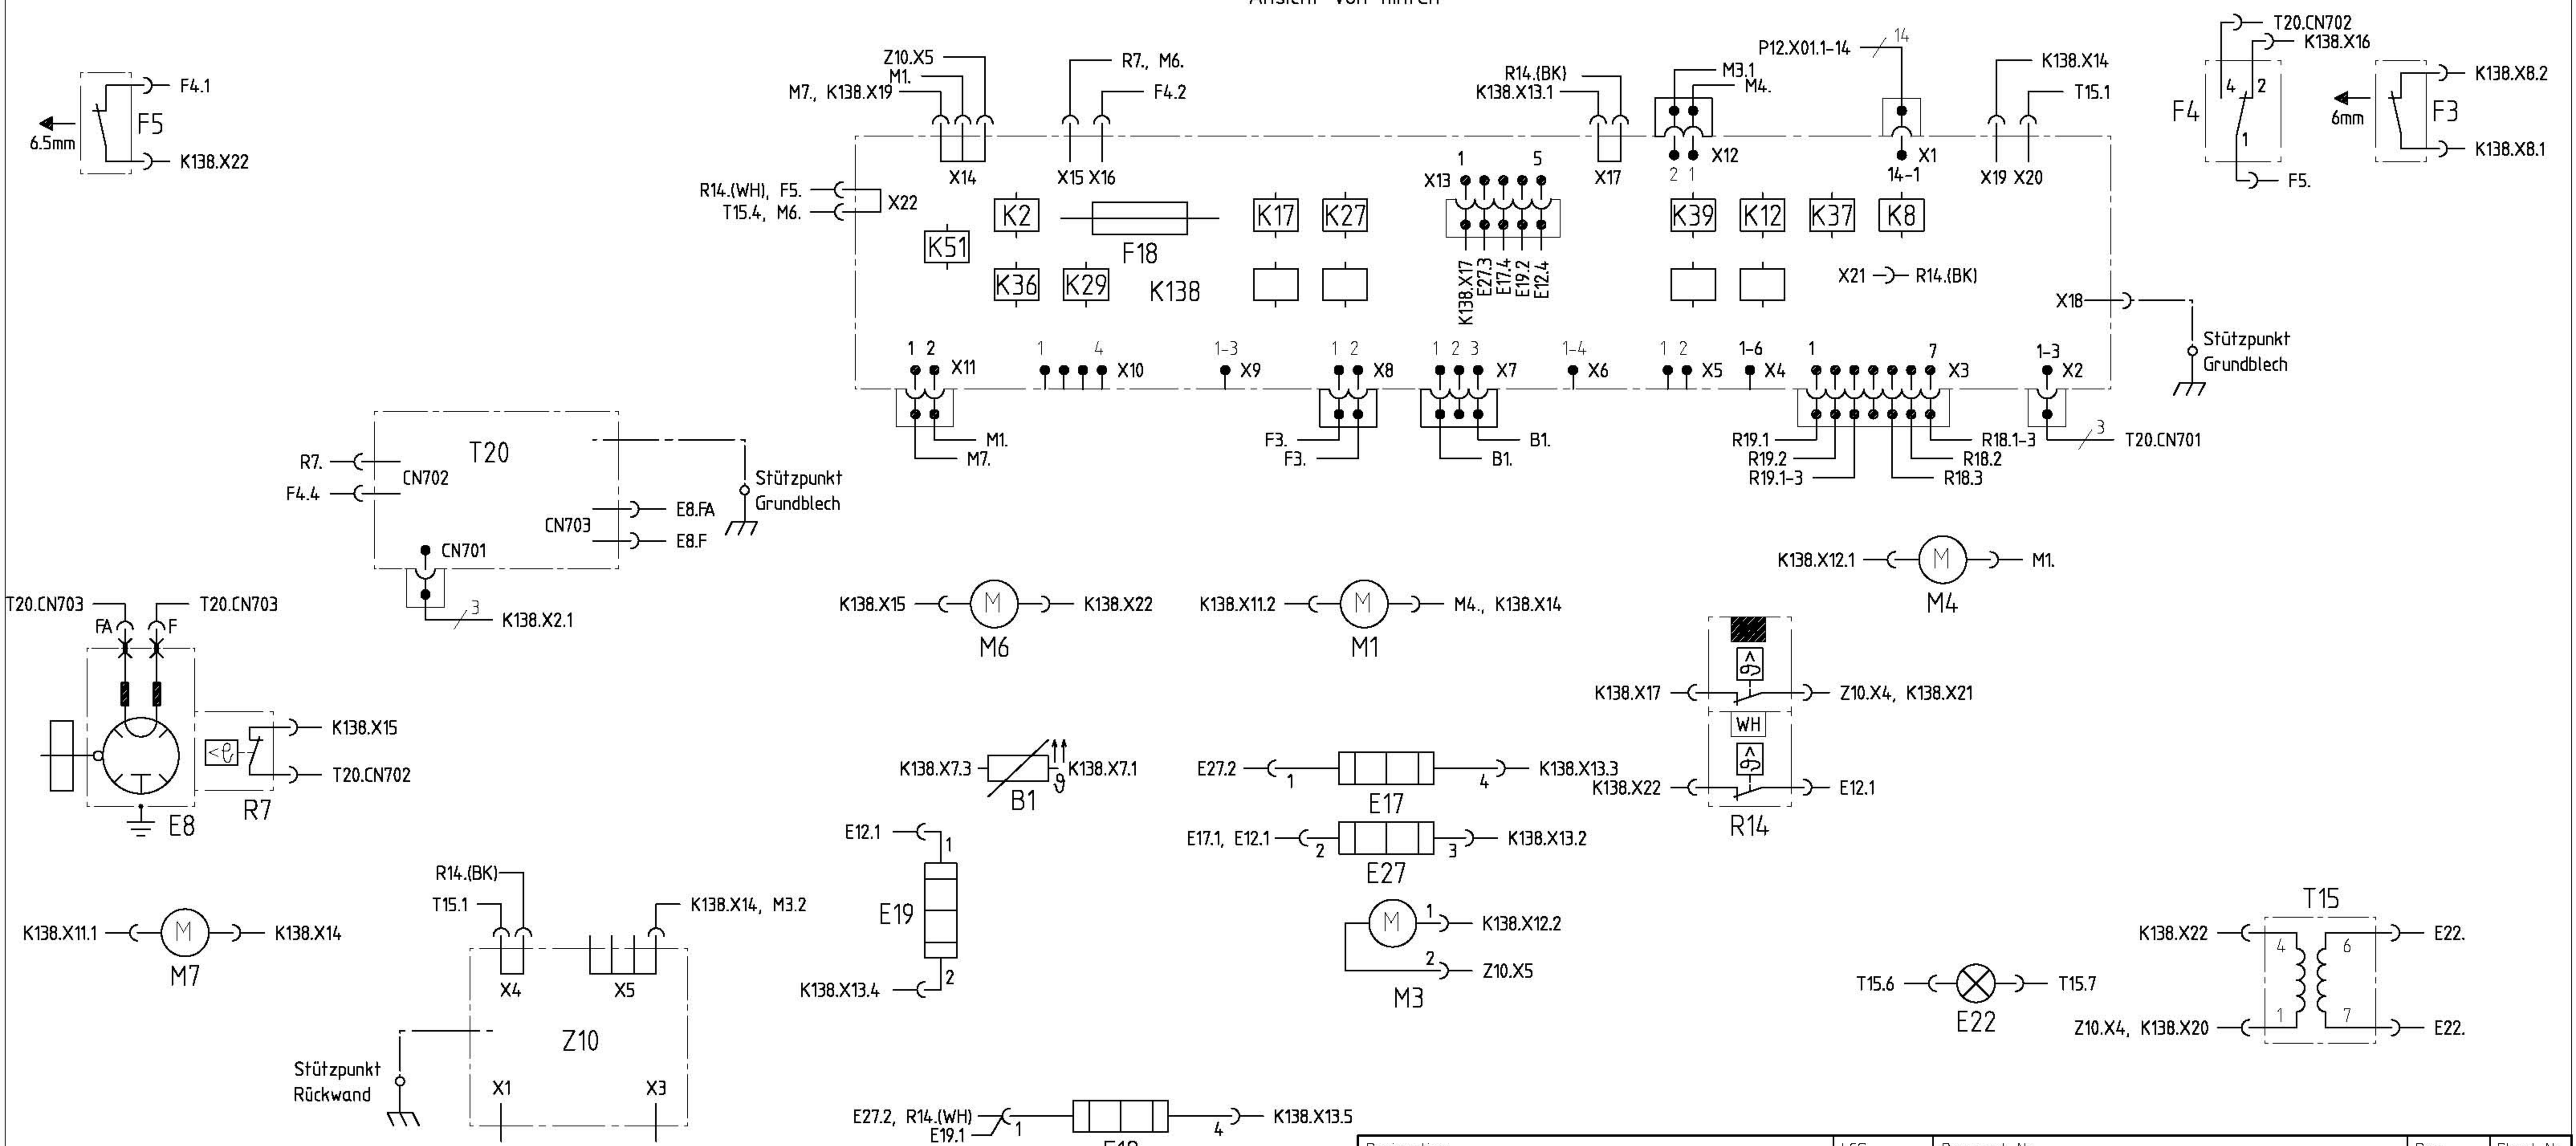 T20.CN702
K138.X16
4 2
F4
1
F5.
K138.X8.2
6mm F3
K138.X8.1
F4.1
F5
6.5mm
K138.X22
Z10.X5
M1.
M7., K138.X19
R7., M6.
F4.2
R14.(BK)
K138.X13.1
M3.1
M4.
P12.X01.1-14 14
K138.X14
T15.1
X14
X15 X16
X17
X12
2 1
X1
14-1
X19 X20
R14.(WH), F5.
T15.4, M6.
X22
1 5
X13
K138.X17
E27.3
E17.4
E19.2
E12.4
K51
K2
K36
K29
F18
K138
K17
K27
K39
K12
K37
K8
X21 R14.(BK)
X18
Stützpunkt
Grundblech
1 2 X11
1 4 X10
1-3 X9
1 2 X8
1 2 3 X7
1-4 X6
1 2 X5
1-6 X4
1 7 X3
1-3 X2
M1.
M7.
F3.
F3.
B1.
B1.
R19.1
R19.2
R19.1-3
R18.1-3
R18.2
R18.3
3 T20.CN701
T20
R7.
CN702
F4.4
CN703
E8.FA
E8.F
Stützpunkt
Grundblech
CN701
3
K138.X2.1
T20.CN703 T20.CN703
FA F
E8
<ϑ
K138.X15
T20.CN702
R7
K138.X15 M K138.X22
M6
K138.X11.2 M M4., K138.X14
M1
K138.X12.1 M M1.
M4
ϑ>
K138.X17 Z10.X4, K138.X21
WH
ϑ>
K138.X22 E12.1
R14
K138.X7.3 K138.X7.1
ϑ
B1
E27.2 1 4 K138.X13.3
E17
E17.1, E12.1 2 3 K138.X13.2
E27
E12.1
1
E19
2
K138.X13.4
M 1 K138.X12.2
2 Z10.X5
M3
K138.X11.1 M K138.X14
M7
R14.(BK)
T15.1
K138.X14, M3.2
X4 X5
Z10
X1 X3
Stützpunkt
Rückwand
T15.6 T15.7
E22
T15
K138.X22 4 6 E22.
Z10.X4, K138.X20 1 7 E22.
E27.2, R14.(WH)
E19.1
1 4 K138.X13.5